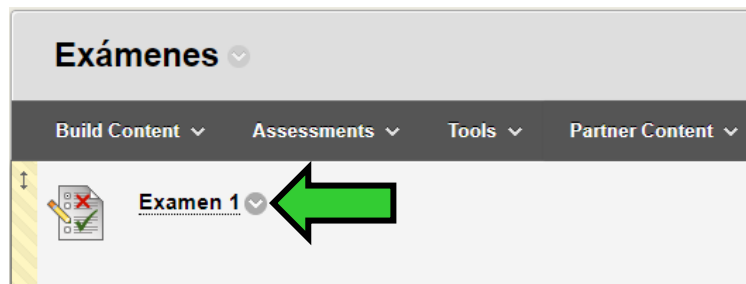 Exámenes
Build Content Assessments Tools Partner Content
Examen 1